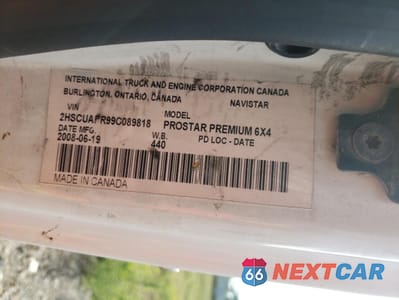 INTERNATIONAL TRUCK AND ENGINE CORPORATION CANADA
BURLINGTON, ONTARIO, CANADA NAVISTAR
VIN MODEL
PROSTAR PREMIUM 6X4
DATE MFG. W.B. PD LOC - DATE
2008-06-19 440
MADE IN CANADA
66 NEXTCAR